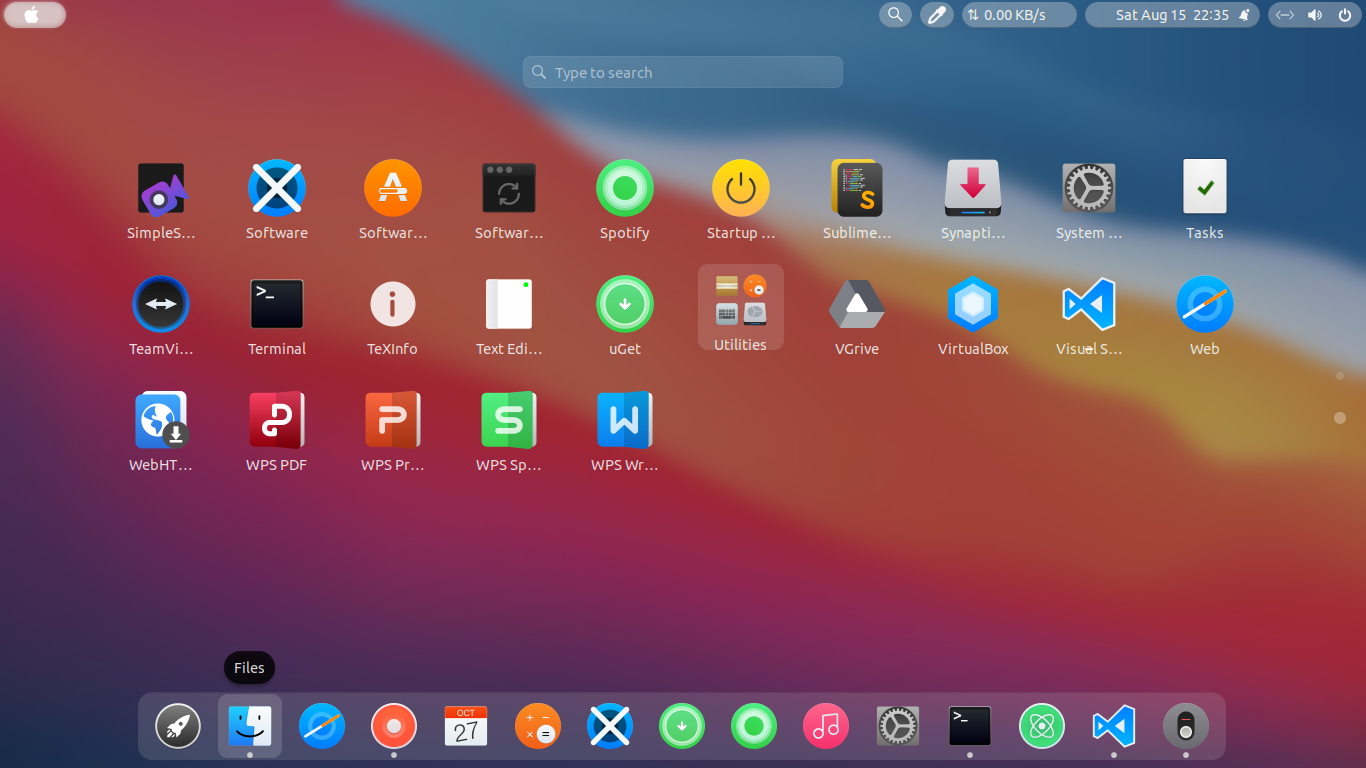 0.00 KB/s
Sat Aug 15 22:35
Type to search
SimpleS...
Software
Softwar...
Softwar...
Spotify
Startup ...
Sublime...
Synapti...
System ...
Tasks
TeamVi...
Terminal
TeXInfo
Text Edi...
uGet
Utilities
VGrive
VirtualBox
Visual S...
Web
WebHT...
WPS PDF
WPS Pr...
WPS Sp...
WPS Wr...
Files
OCT
27